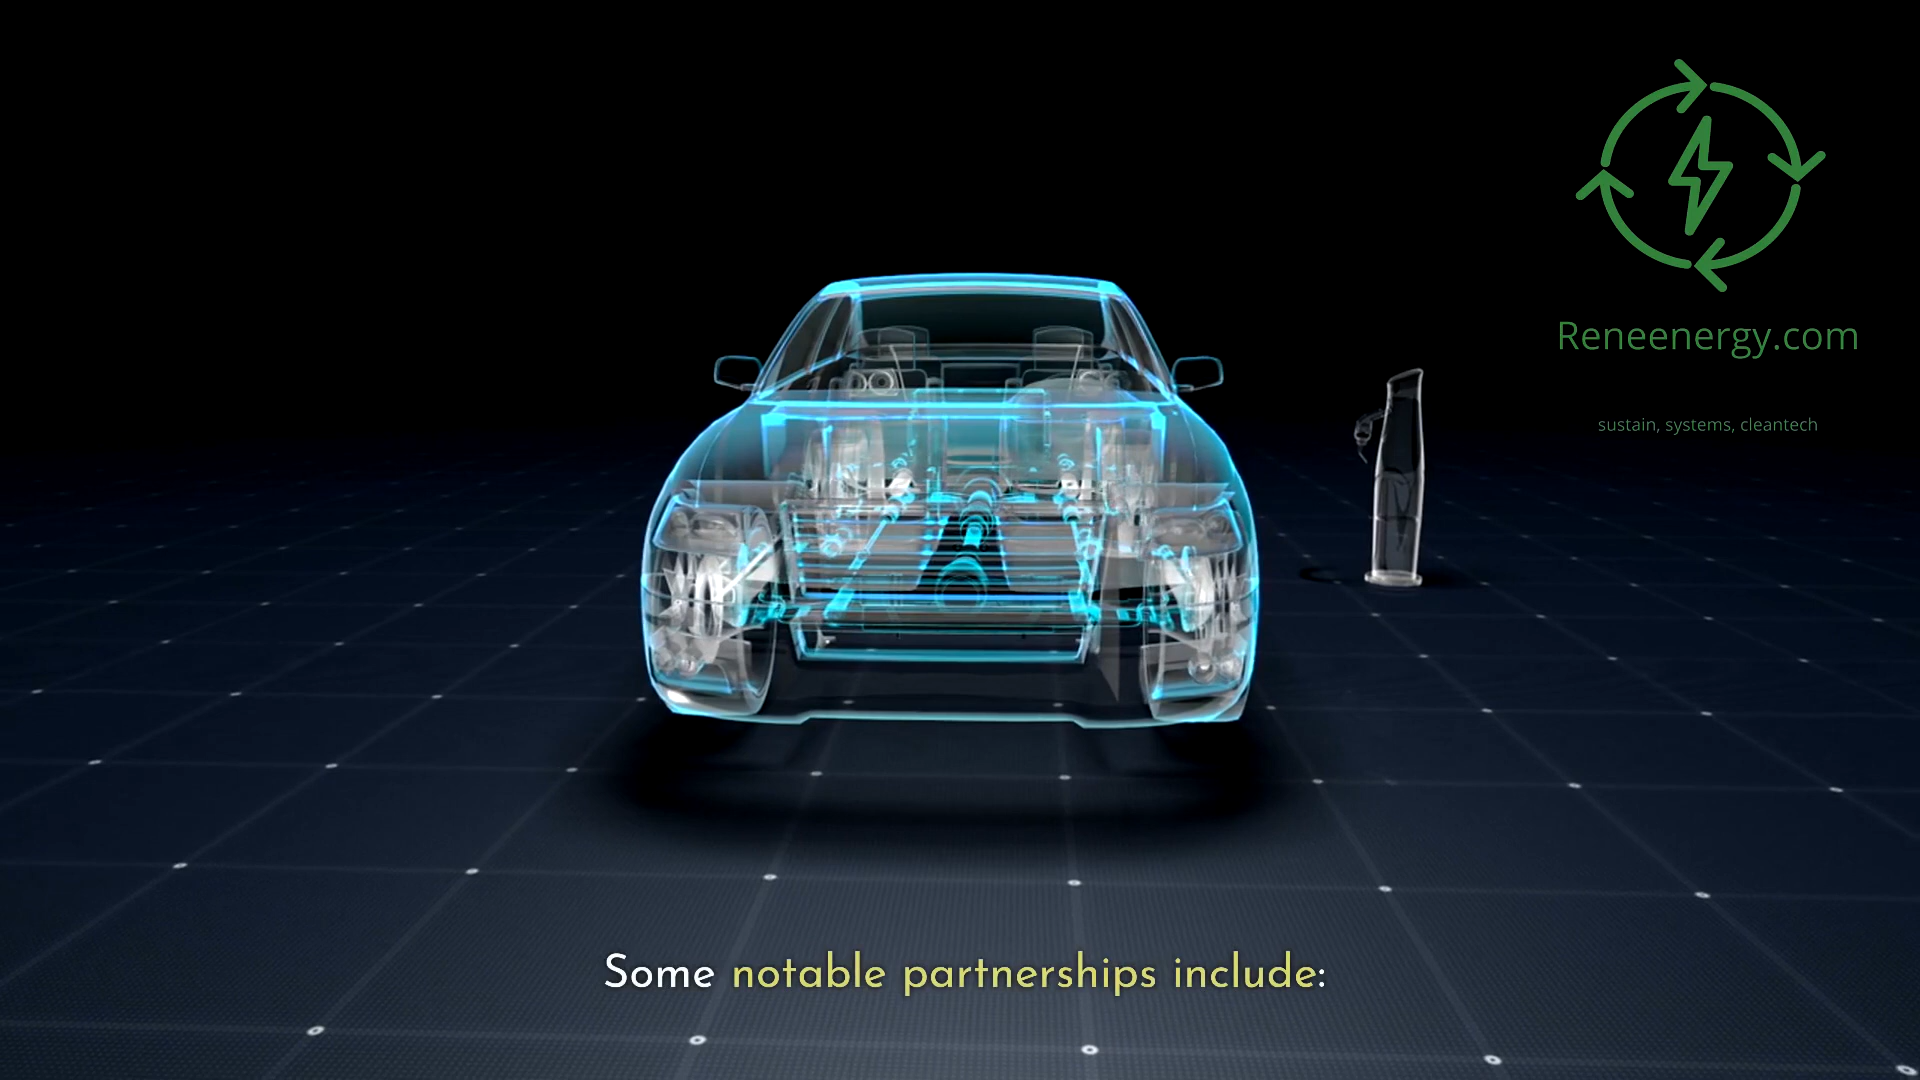 Reneenergy.com
sustain, systems, cleantech
Some notable partnerships include: